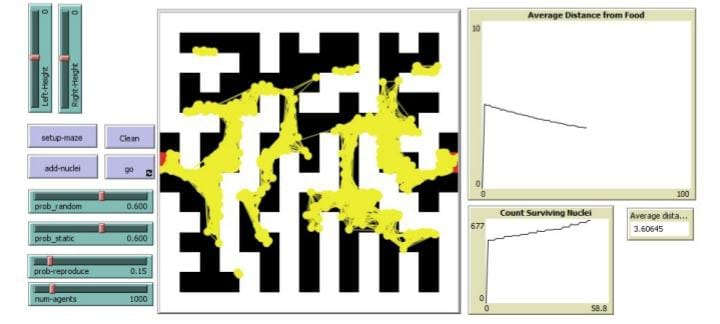 Left-Height 0
Right-Height 0
setup-maze
Clean
add-nuclei
go
prob_random 0.600
prob_static 0.600
prob-reproduce 0.15
num-agents 1000
Average Distance from Food
10
0
0
100
Count Surviving Nuclei
677
0
0
58.8
Average dista...
3.60645